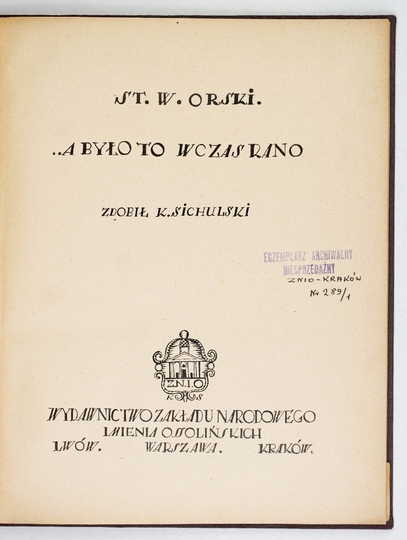 ST. W. ORSKi.
..A BYŁO TO WCZAS RANO
ZDOBIŁ K. SiCHULSKI
EGZEMPLARZ ARCHIWALNY
NIESPRZEDAŻNY
ZNIO-KRAKÓW
Nr 289/1
Z.N.I.O
K S
WYDAWNICTWO ZAKŁADU NARODOWEGO
IMIENIA OSSOLIŃSKICH
LWÓW. WARSZAWA. KRAKÓW.